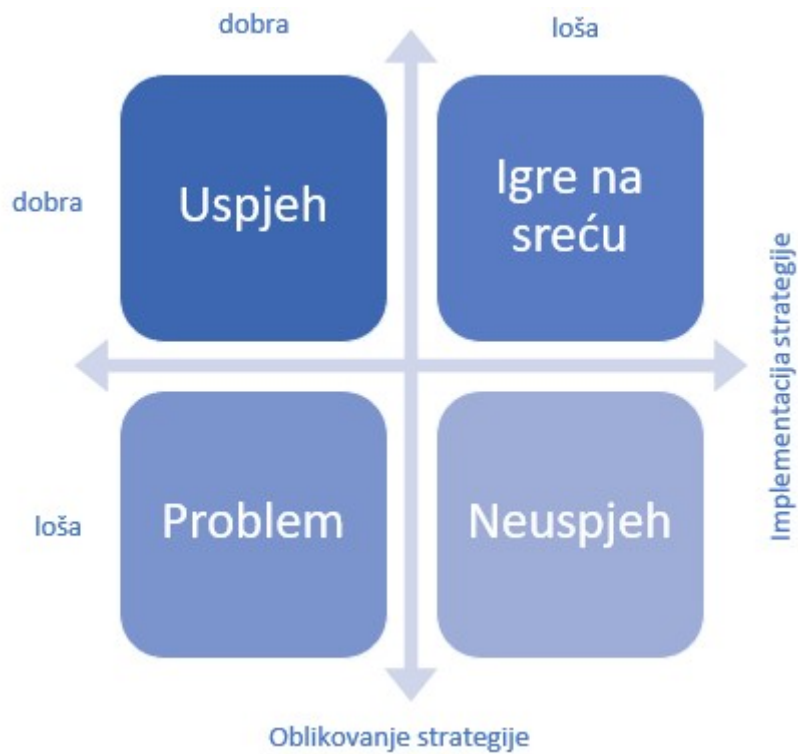 dobra
loša
dobra
Uspjeh
Igre na
sreću
Implementacija strategije
loša
Problem
Neuspjeh
Oblikovanje strategije